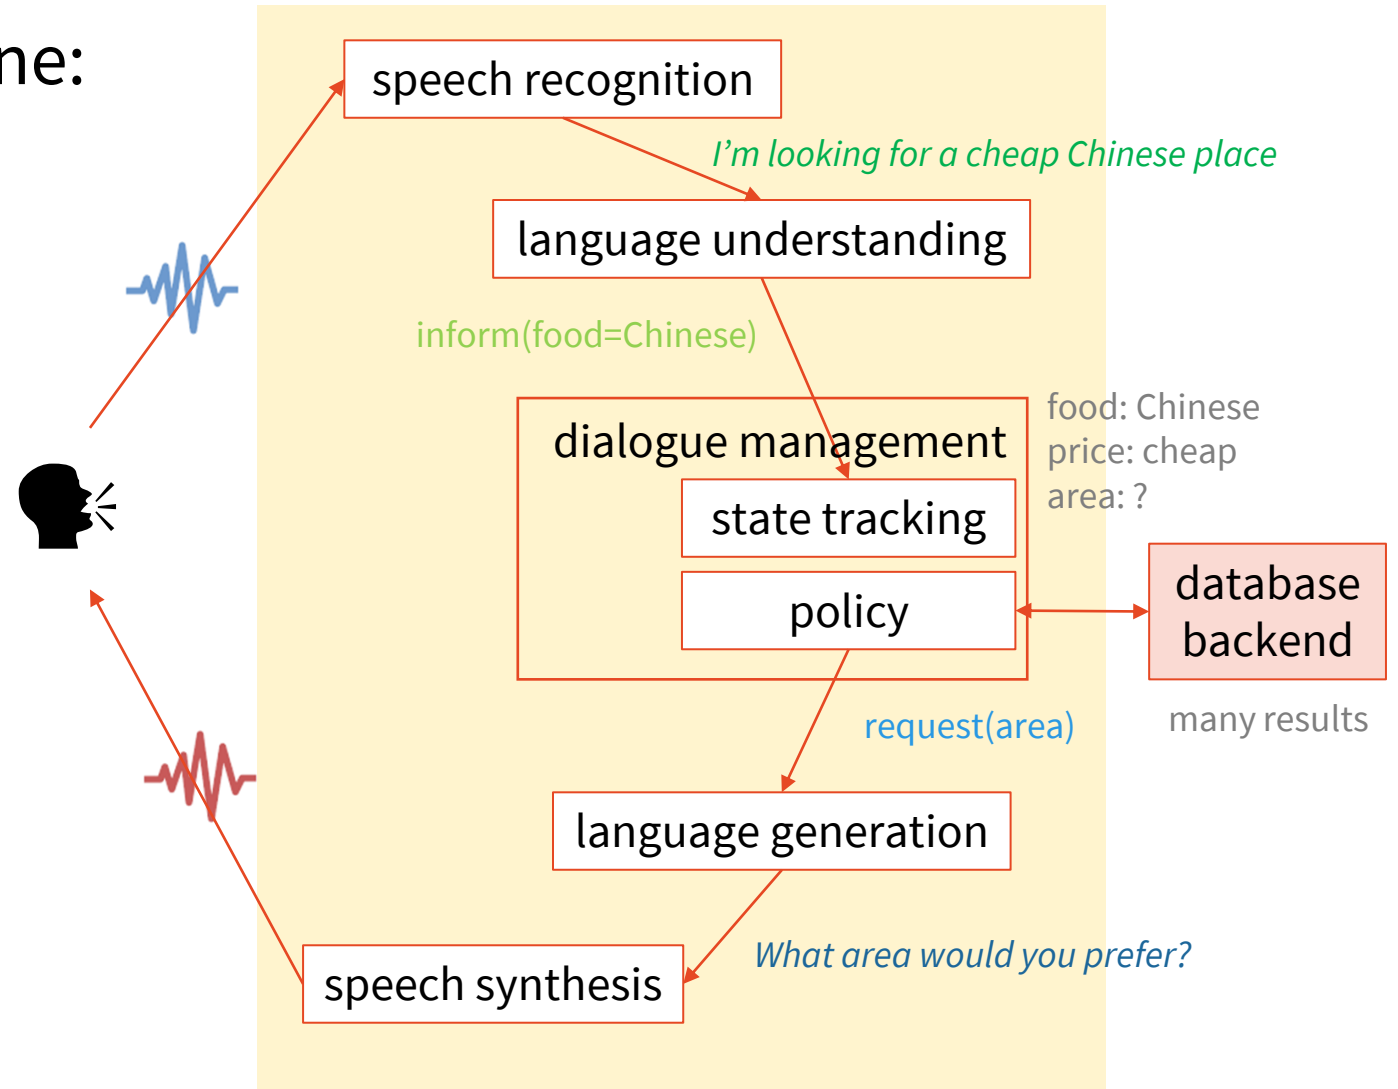 ne:
speech recognition
I'm looking for a cheap Chinese place
language understanding
inform(food=Chinese)
dialogue management
food: Chinese
price: cheap
area: ?
state tracking
policy
database
backend
many results
request(area)
language generation
What area would you prefer?
speech synthesis